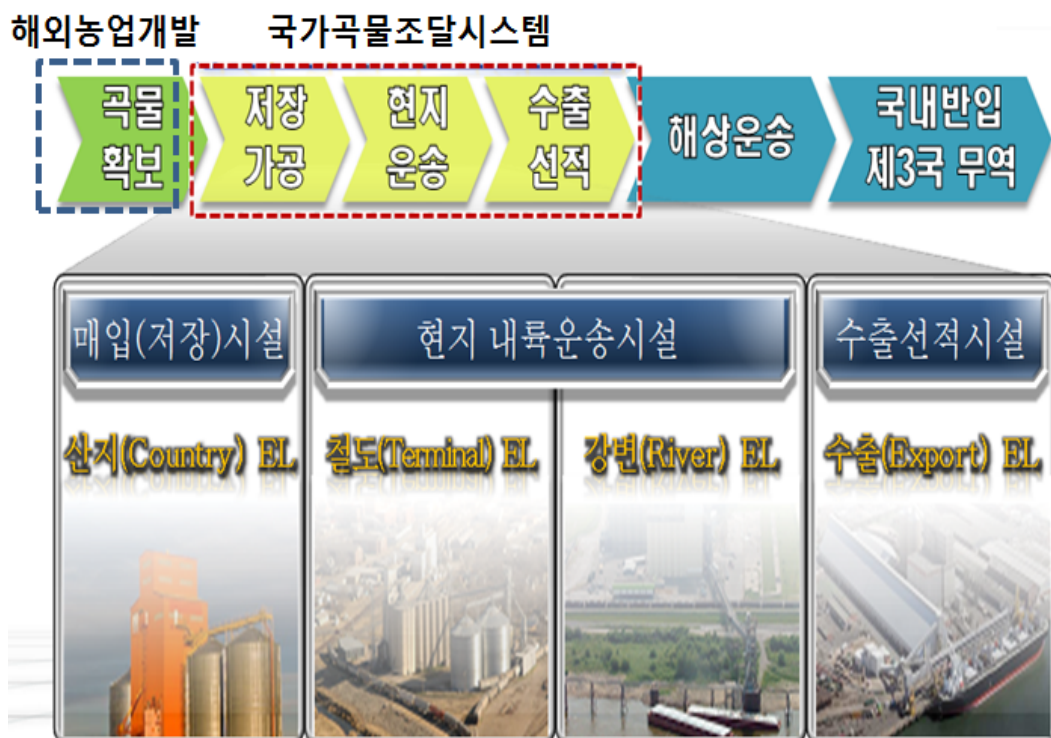 해외농업개발 국가곡물조달시스템
곡물
확보
저장
가공
현지
운송
수출
선적
해상운송
국내반입
제3국 무역
매입(저장)시설
현지 내륙운송시설
수출선적시설
산지(Country) EL
철도(Terminal) EL
강변(River) EL
수출(Export) EL